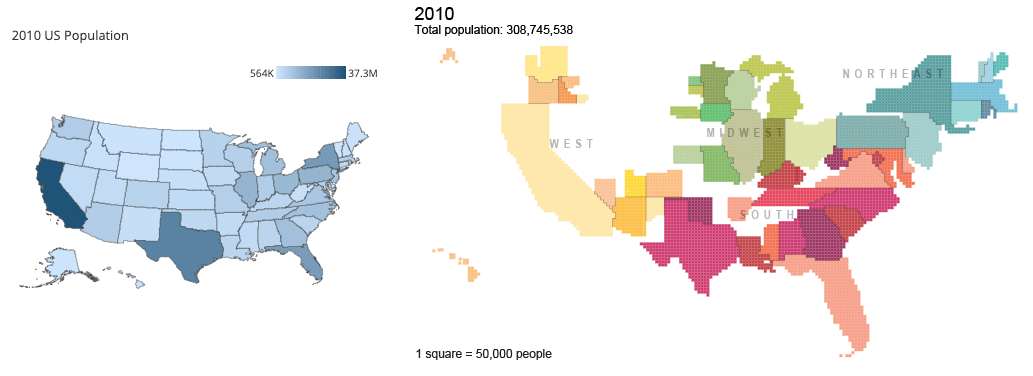 2010 US Population
564K
37.3M
2010
Total population: 308,745,538
NORTHEAST
MIDWEST
WEST
SOUTH
1 square = 50,000 people